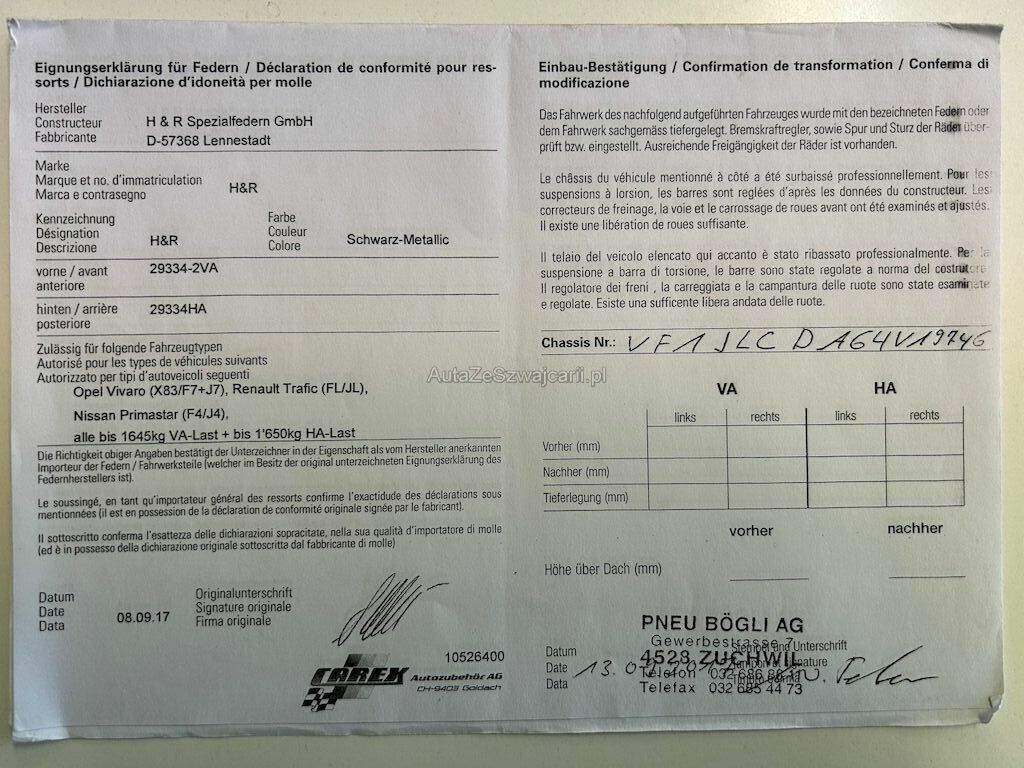 Eignungserklärung für Federn / Déclaration de conformité pour res-
sorts / Dichiarazione d'idoneità per molle
Hersteller
Constructeur
Fabbricante
H & R Spezialfedern GmbH
D-57368 Lennestadt
Marke
Marque et no. d'immatriculation
Marca e contrasegno
H&R
Kennzeichnung
Désignation
Descrizione
H&R
Farbe
Couleur
Colore
Schwarz-Metallic
vorne / avant
anteriore
29334-2VA
hinten / arrière
posteriore
29334HA
Zulässig für folgende Fahrzeugtypen
Autorisé pour les types de véhicules suivants
Autorizzato per tipi d'autoveicoli seguenti
Opel Vivaro (X83/F7+J7), Renault Trafic (FL/JL),
Nissan Primastar (F4/J4),
alle bis 1645kg VA-Last + bis 1'650kg HA-Last
Die Richtigkeit obiger Angaben bestätigt der Unterzeichner in der Eigenschaft als vom Hersteller anerkannten
Importeur der Federn / Fahrwerksteile (welcher im Besitz der original unterzeichneten Eignungserklärung des
Federnherstellers ist).
Le soussingé, en tant qu'importateur général des ressorts confirme l'exactidude des déclarations sous
mentionnées (il est en possession de la déclaration de conformité originale signée par le fabricant).
Il sottoscritto conferma l'esattezza delle dichiarazioni sopracitate, nella sua qualità d'importatore di molle
(ed è in possesso della dichiarazione originale sottoscritta dal fabbricante di molle)
Datum
Date
Data
08.09.17
Originalunterschrift
Signature originale
Firma originale
10526400
CAREX Autozubehör AG
CH-9403 Goldach
Einbau-Bestätigung / Confirmation de transformation / Conferma di
modificazione
Das Fahrwerk des nachfolgend aufgeführten Fahrzeuges wurde mit den bezeichneten Federn oder
dem Fahrwerk sachgemäss tiefergelegt. Bremskraftregler, sowie Spur und Sturz der Räder über-
prüft bzw. eingestellt. Ausreichende Freigängigkeit der Räder ist vorhanden.
Le châssis du véhicule mentionné à côté a été surbaissé professionnellement. Pour les
suspensions à lorsion, les barres sont reglées d'après les données du constructeur. Les
correcteurs de freinage, la voie et le carrossage de roues avant ont été examinés et ajustés.
Il existe une libération de roues suffisante.
Il telaio del veicolo elencato qui accanto è stato ribassato professionalmente. Per la
suspensione a barra di torsione, le barre sono state regolate a norma del costrutore
Il regolatore dei freni , la carreggiata e la campantura delle ruote sono state esaminate
e regolate. Esiste una sufficente libera andata delle ruote.
Chassis Nr.: VF1JLCDA64V19746
AutaZeSzwajcarii.pl
VA HA
links rechts links rechts
Vorher (mm)
Nachher (mm)
Tieferlegung (mm)
vorher nachher
Höhe über Dach (mm)
PNEU BÖGLI AG
Gewerbestrasse 7
4528 ZUCHWIL
Telefon 032 686
Telefax 032 685 44 73
Datum
Date
Data
13.
Stempel und Unterschrift
Timbre et signature